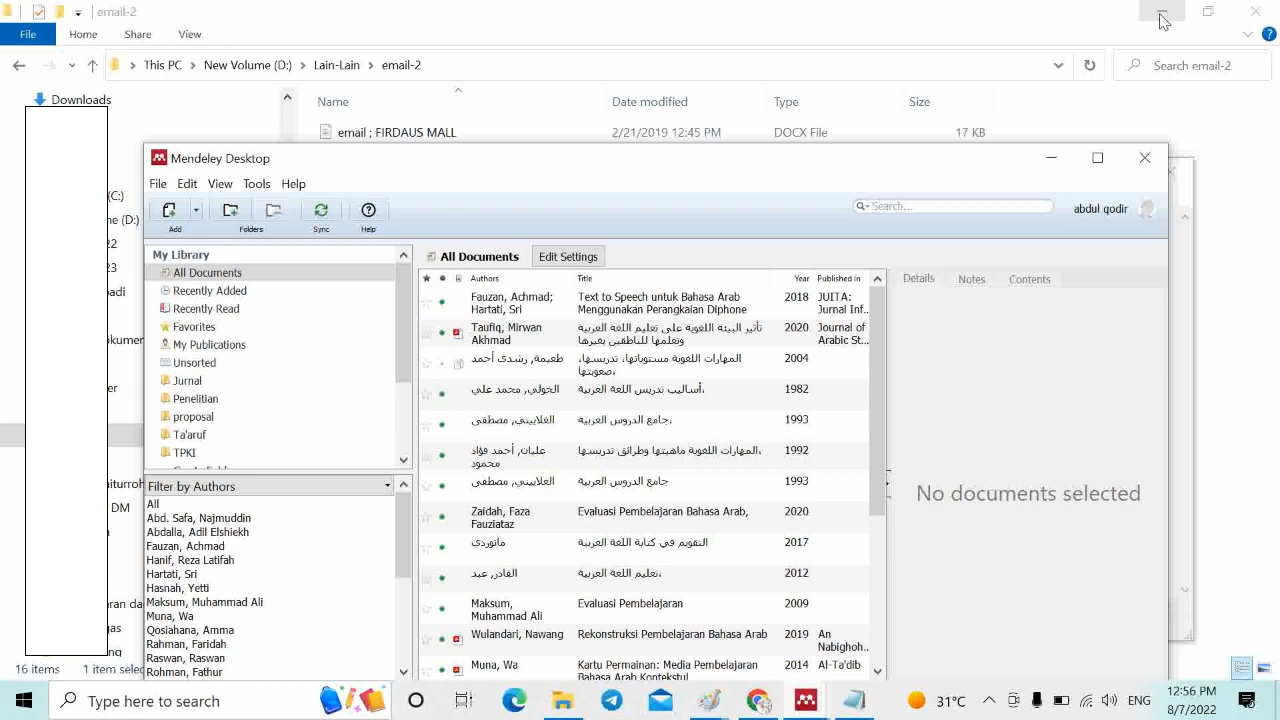 email-2
File Home Share View
This PC New Volume (D:) Lain-Lain email-2
Search email-2
Downloads
Name Date modified Type Size
email ; FIRDAUS MALL 2/21/2019 12:45 PM DOCX File 17 KB
Mendeley Desktop
File Edit View Tools Help
Search...
abdul qodir
Add Folders Sync Help
My Library
All Documents
Recently Added
Recently Read
Favorites
My Publications
Unsorted
Jurnal
Penelitian
proposal
Ta'aruf
TPKI
Filter by Authors
All
Abd. Safa, Najmuddin
Abdalla, Adil Elshiekh
Fauzan, Achmad
Hanif, Reza Latifah
Hartati, Sri
Hasnah, Yetti
Maksum, Muhammad Ali
Muna, Wa
Qosiahana, Amma
Rahman, Faridah
Raswan, Raswan
Rohman, Fathur
All Documents Edit Settings
Authors Title Year Published In
Fauzan, Achmad; Text to Speech untuk Bahasa Arab 2018 JUITA:
Hartati, Sri Menggunakan Perangkaian Diphone Jurnal Inf...
Taufiq, Mirwan تأثير البيئة اللغوية على تعليم اللغة العربية 2020 Journal of
Akhmad وتعلمها للناطقين بغيرها Arabic St...
طعيمة, رشدى أحمد المهارات اللغوية مستوياتها، تدريسها، 2004
صعوبتها،
الخولي, محمد علي أساليب تدريس اللغة العربية، 1982
الغلاييني, مصطفى جامع الدروس العربية، 1993
عليان, أحمد فؤاد المهارات اللغوية ماهيتها وطرائق تدريسها، 1992
محمود
الغلاييني, مصطفى جامع الدروس العربية 1993
Zaidah, Faza Evaluasi Pembelajaran Bahasa Arab, 2020
Fauziataz
ماتوردي التقويم في كتابة اللغة العربية 2017
القادر, عبد تعليم اللغة العربية، 2012
Maksum, Evaluasi Pembelajaran 2009
Muhammad Ali
Wulandari, Nawang Rekonstruksi Pembelajaran Bahasa Arab 2019 An
Nabighoh...
Muna, Wa Kartu Permainan: Media Pembelajaran 2014 Al-Ta'dib
Bahasa Arab Kontekstul
Details Notes Contents
No documents selected
(C:)
16 items
Type here to search
31°C
ENG
12:56 PM
8/7/2022